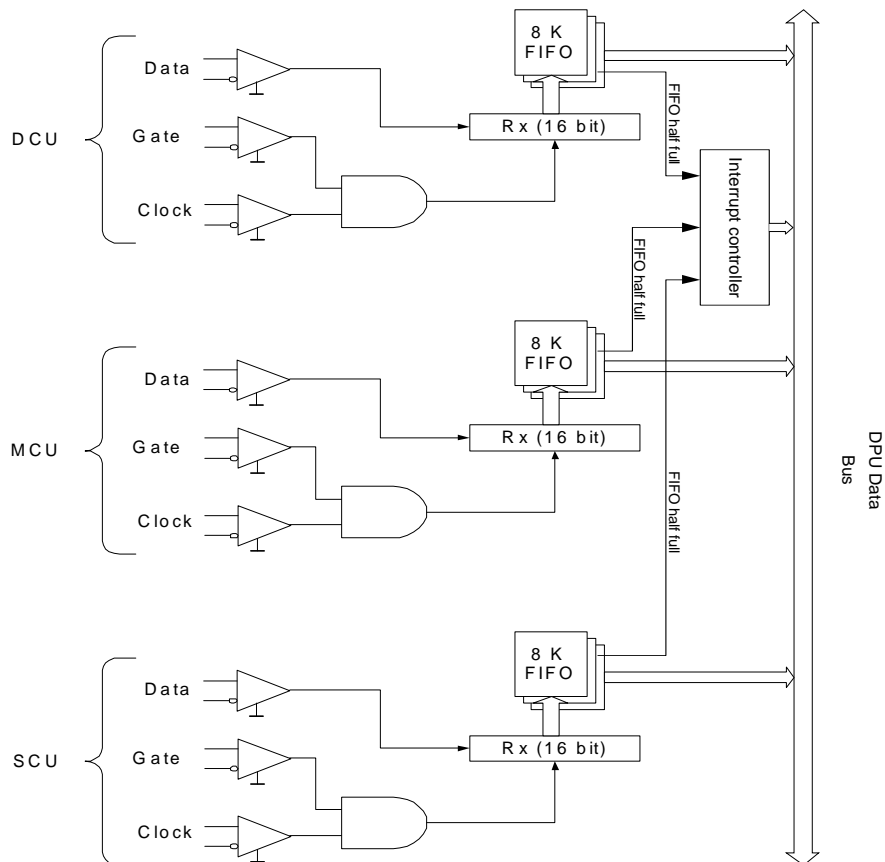 8 K
FIFO
Data
Rx (16 bit)
FIFO half full
DCU
Gate
Interrupt controller
Clock
FIFO half full
8 K
FIFO
Data
Rx (16 bit)
MCU
Gate
DPU Data
Bus
FIFO half full
Clock
8 K
FIFO
Data
Rx (16 bit)
SCU
Gate
Clock